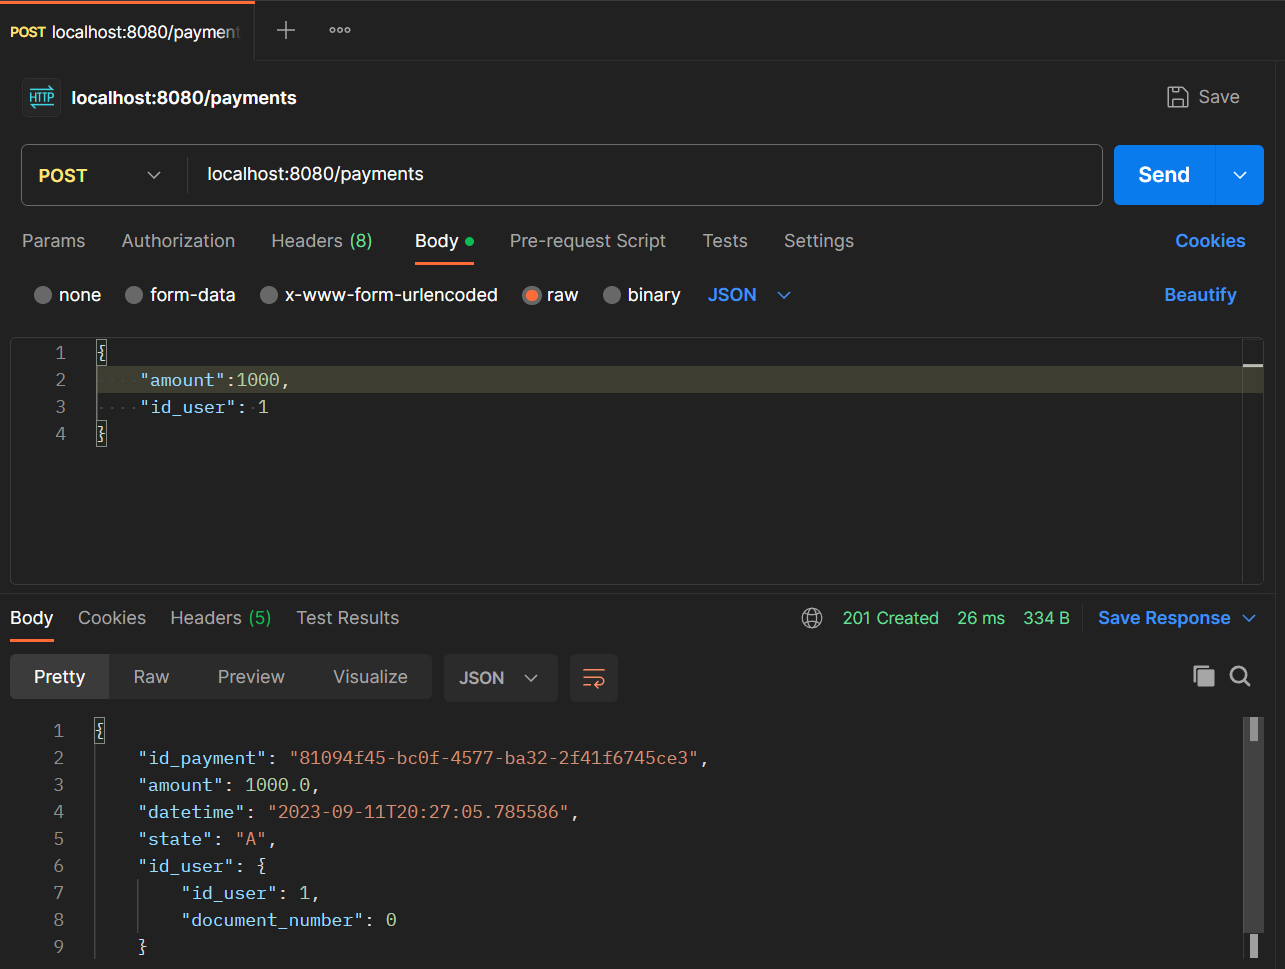 POST localhost:8080/payment
HTTP localhost:8080/payments
Save
POST localhost:8080/payments
Send
Params Authorization Headers (8) Body Pre-request Script Tests Settings Cookies
none form-data x-www-form-urlencoded raw binary JSON Beautify
1 {
2 "amount":1000,
3 "id_user": 1
4 }
Body Cookies Headers (5) Test Results 201 Created 26 ms 334 B Save Response
Pretty Raw Preview Visualize JSON
1 {
2 "id_payment": "81094f45-bc0f-4577-ba32-2f41f6745ce3",
3 "amount": 1000.0,
4 "datetime": "2023-09-11T20:27:05.785586",
5 "state": "A",
6 "id_user": {
7 "id_user": 1,
8 "document_number": 0
9 }